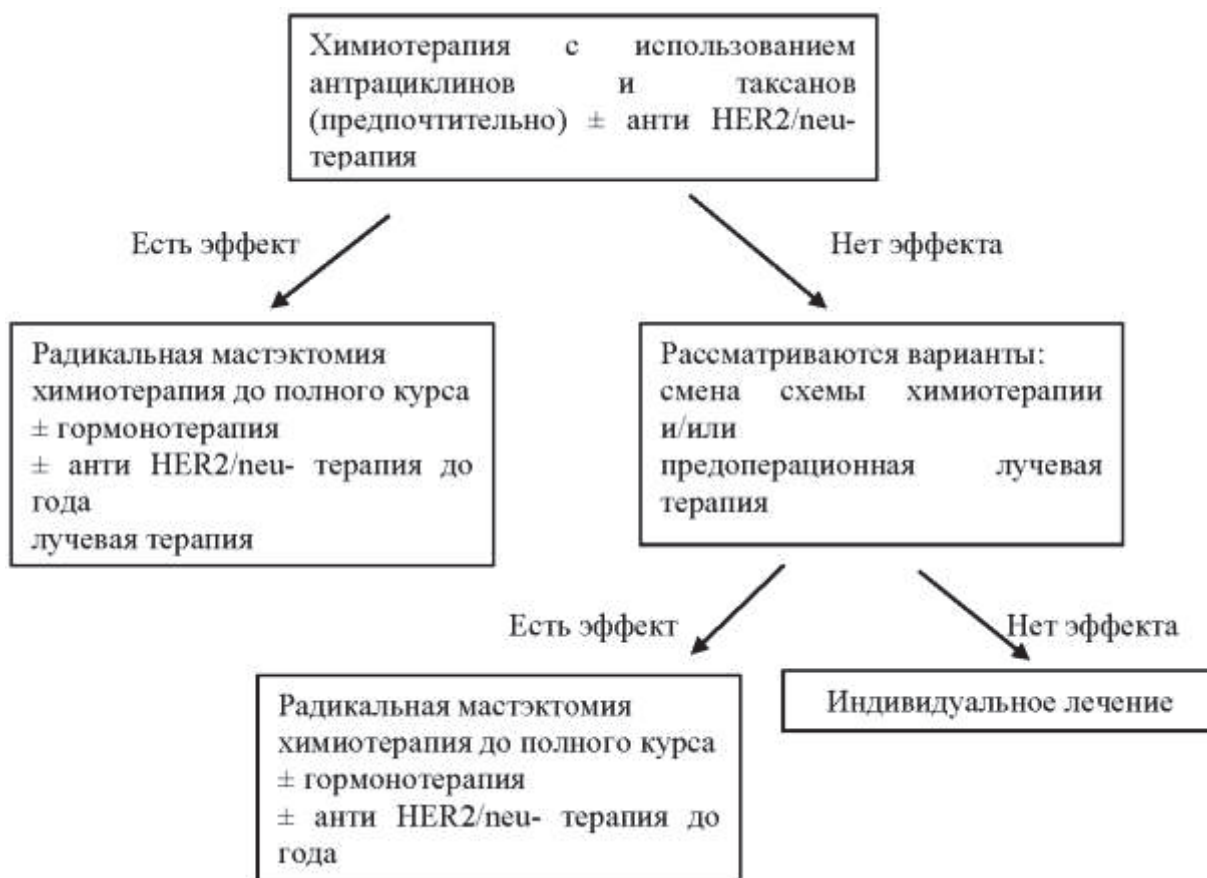 Химиотерапия с использованием
антрациклинов и таксанов
(предпочтительно) ± анти HER2/neu-
терапия
Есть эффект
Нет эффекта
Радикальная мастэктомия
химиотерапия до полного курса
± гормонотерапия
± анти HER2/neu- терапия до
года
лучевая терапия
Рассматриваются варианты:
смена схемы химиотерапии
и/или
предоперационная лучевая
терапия
Есть эффект
Нет эффекта
Радикальная мастэктомия
химиотерапия до полного курса
± гормонотерапия
± анти HER2/neu- терапия до
года
Индивидуальное лечение